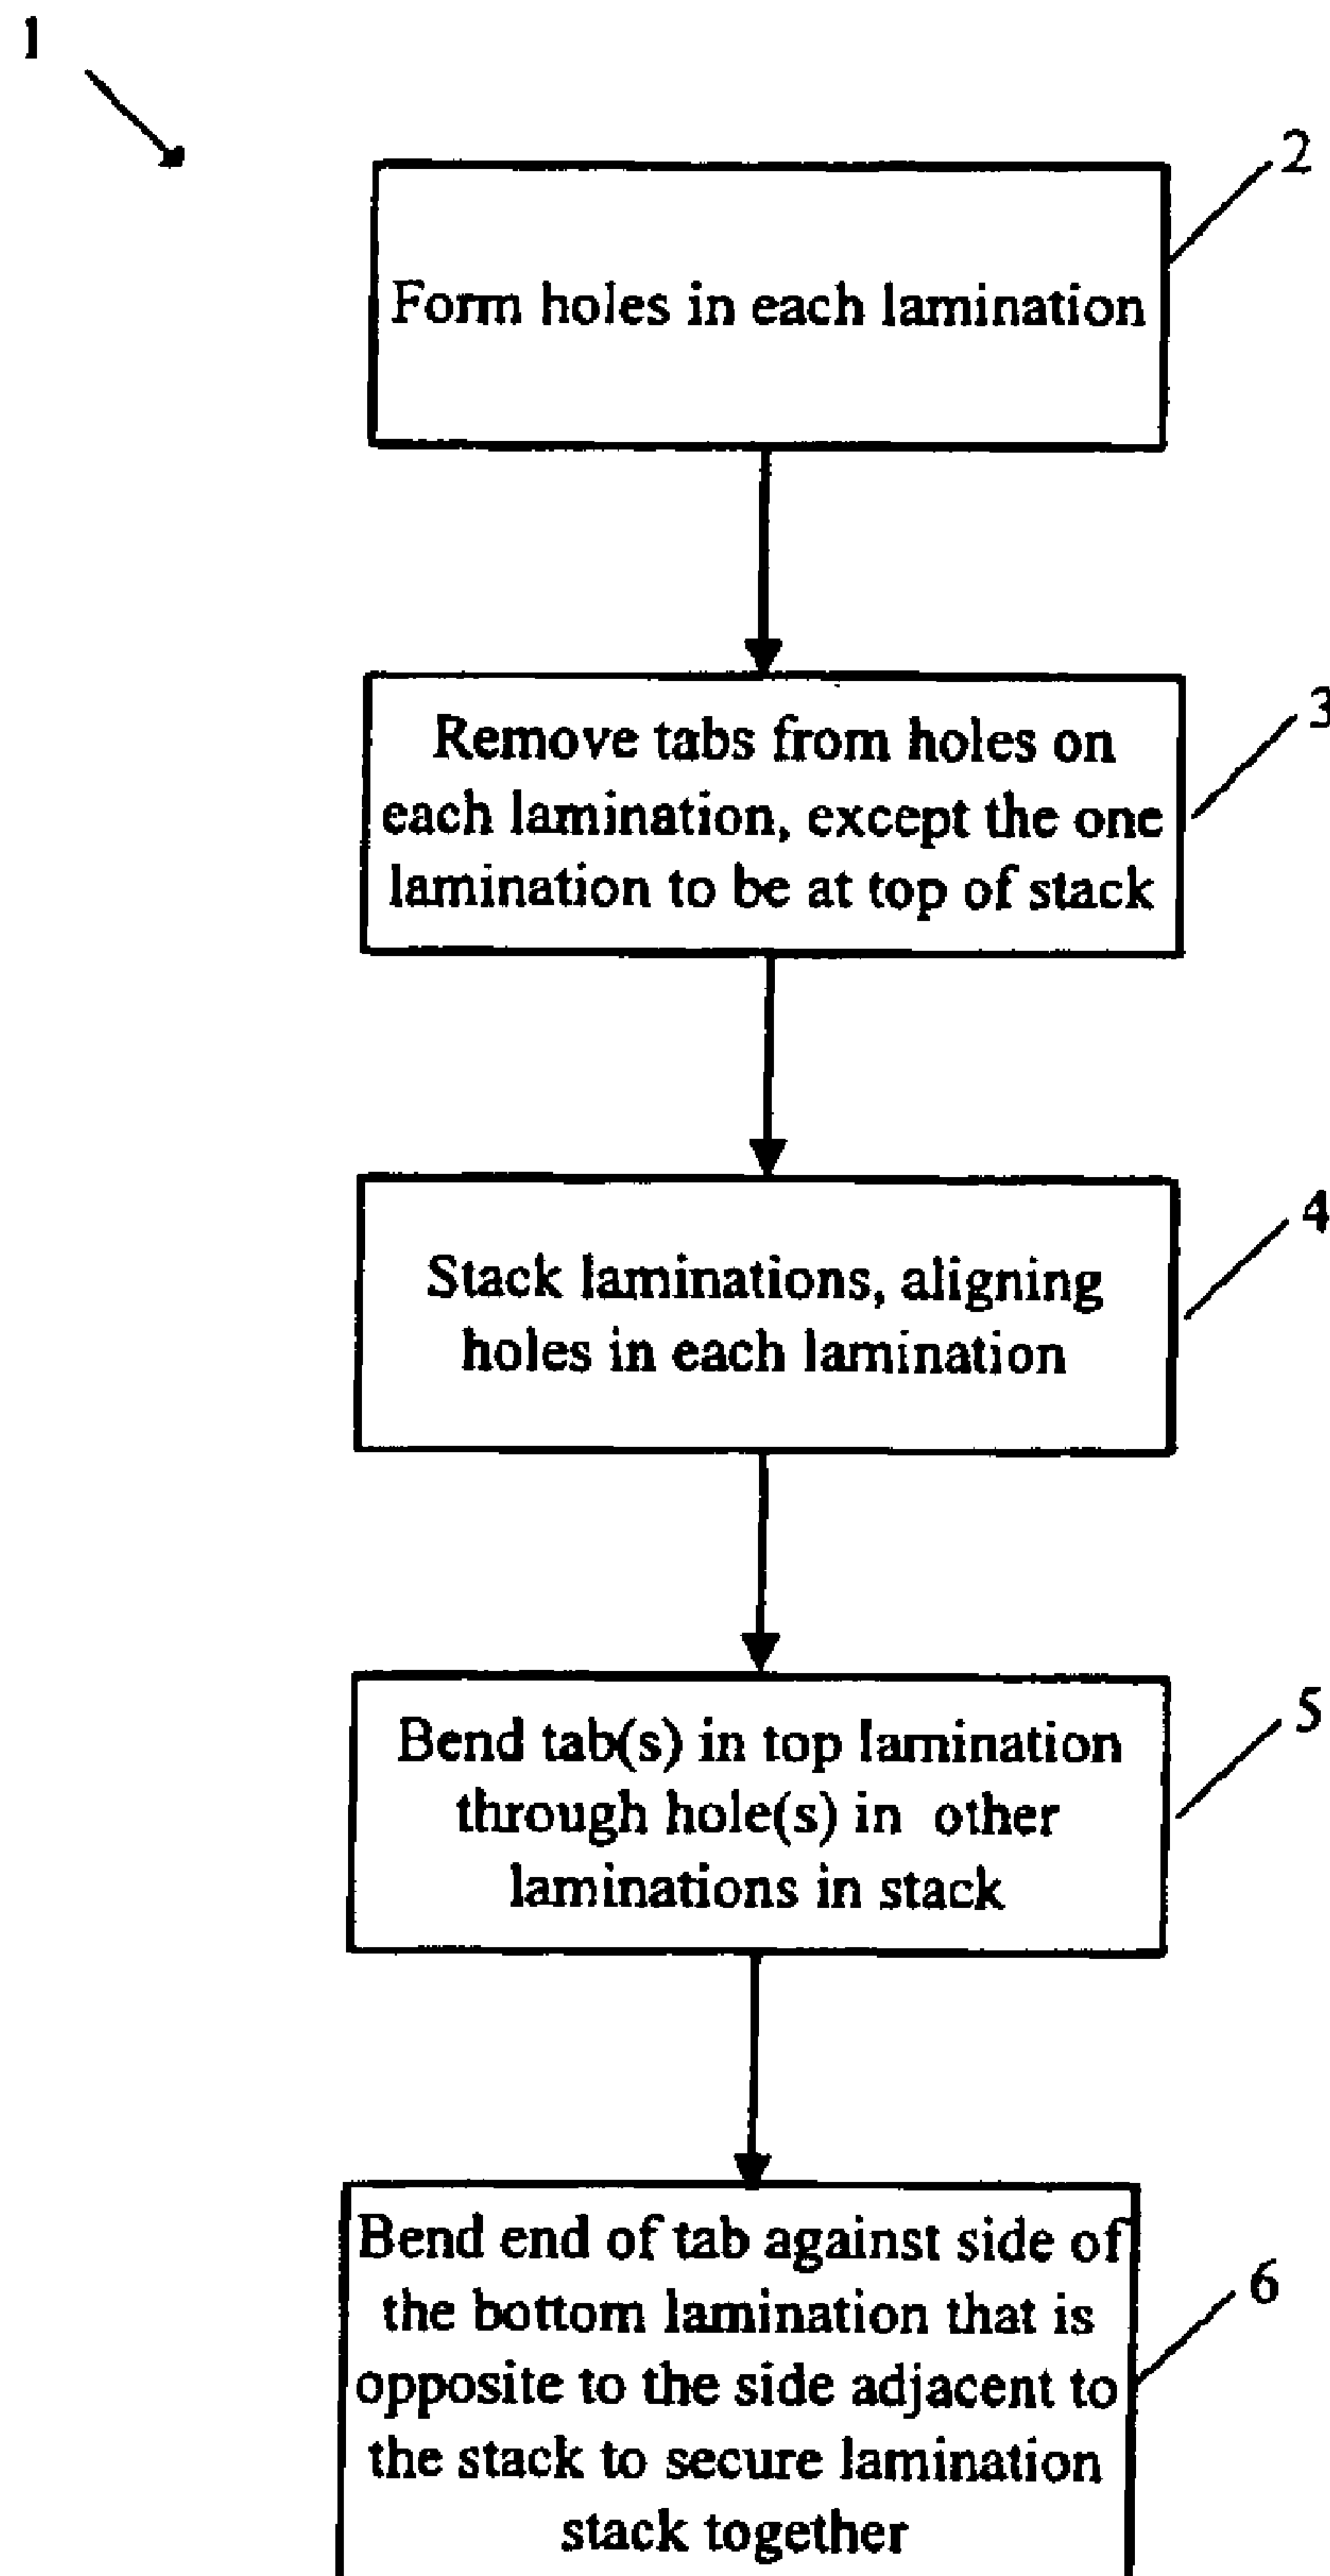 1
2
Form holes in each lamination
3
Remove tabs from holes on
each lamination, except the one
lamination to be at top of stack
4
Stack laminations, aligning
holes in each lamination
5
Bend tab(s) in top lamination
through hole(s) in other
laminations in stack
6
Bend end of tab against side of
the bottom lamination that is
opposite to the side adjacent to
the stack to secure lamination
stack together